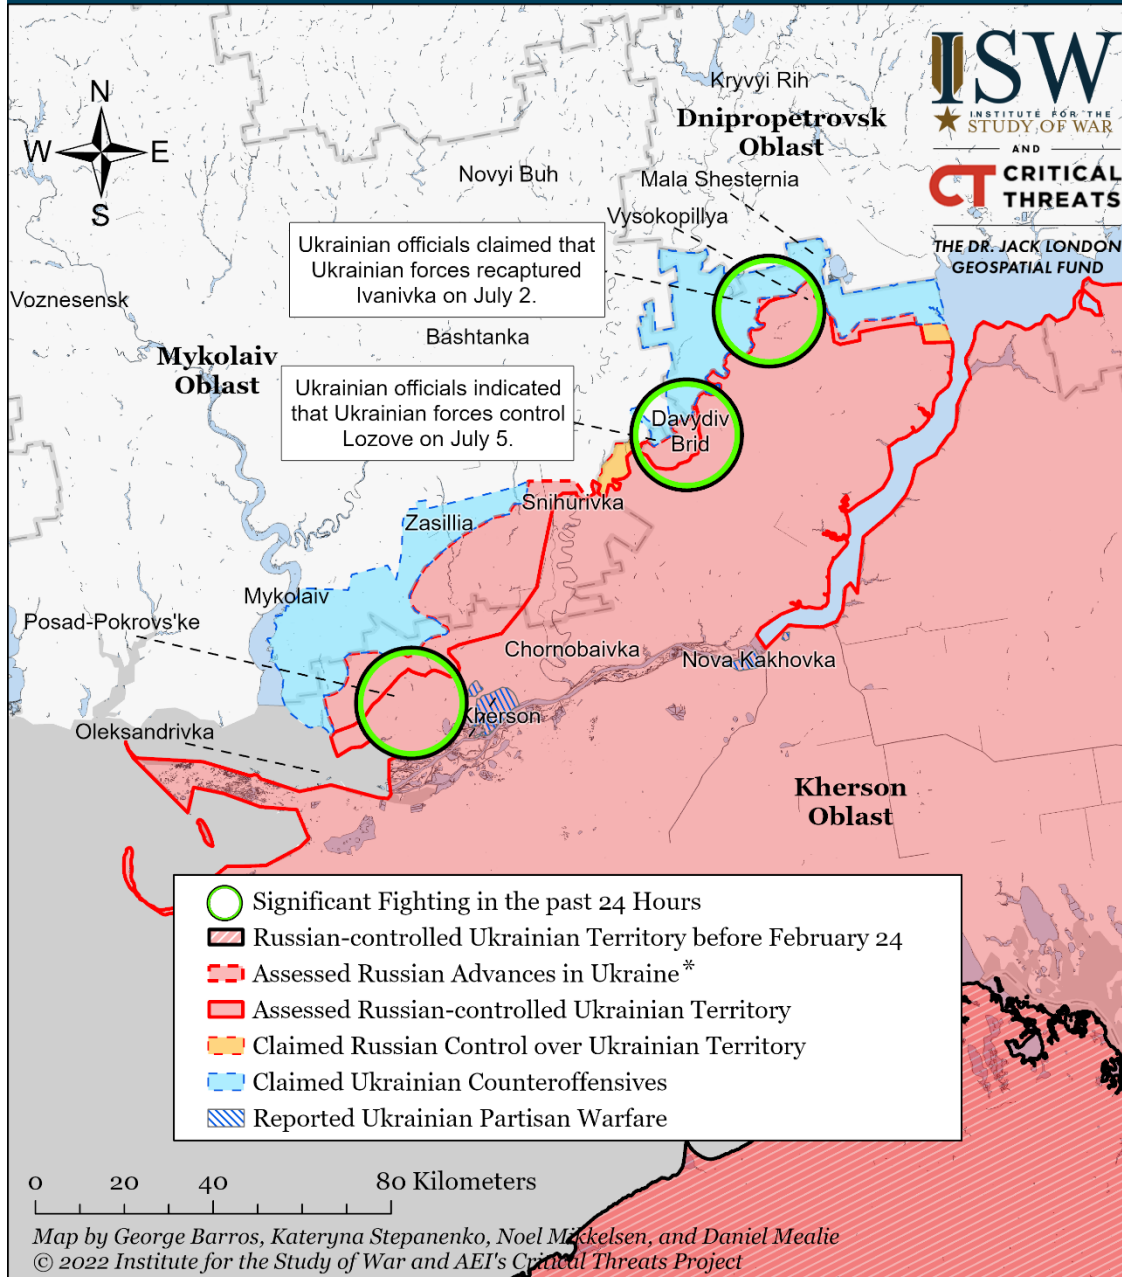 N
W
E
S
ISW
INSTITUTE FOR THE
STUDY OF WAR
AND
CT CRITICAL
THREATS
THE DR. JACK LONDON
GEOSPATIAL FUND
Kryvyi Rih
Dnipropetrovsk
Oblast
Novyi Buh
Mala Shesternia
Vysokopillya
Ukrainian officials claimed that
Ukrainian forces recaptured
Ivanivka on July 2.
Voznesensk
Bashtanka
Mykolaiv
Oblast
Ukrainian officials indicated
that Ukrainian forces control
Lozove on July 5.
Davydiv
Brid
Snihurivka
Zasillia
Mykolaiv
Posad-Pokrovs'ke
Chornobaivka
Nova Kakhovka
Kherson
Oleksandrivka
Kherson
Oblast
Significant Fighting in the past 24 Hours
Russian-controlled Ukrainian Territory before February 24
Assessed Russian Advances in Ukraine*
Assessed Russian-controlled Ukrainian Territory
Claimed Russian Control over Ukrainian Territory
Claimed Ukrainian Counteroffensives
Reported Ukrainian Partisan Warfare
0 20 40 80 Kilometers
Map by George Barros, Kateryna Stepanenko, Noel Mikkelsen, and Daniel Mealie
© 2022 Institute for the Study of War and AEI's Critical Threats Project